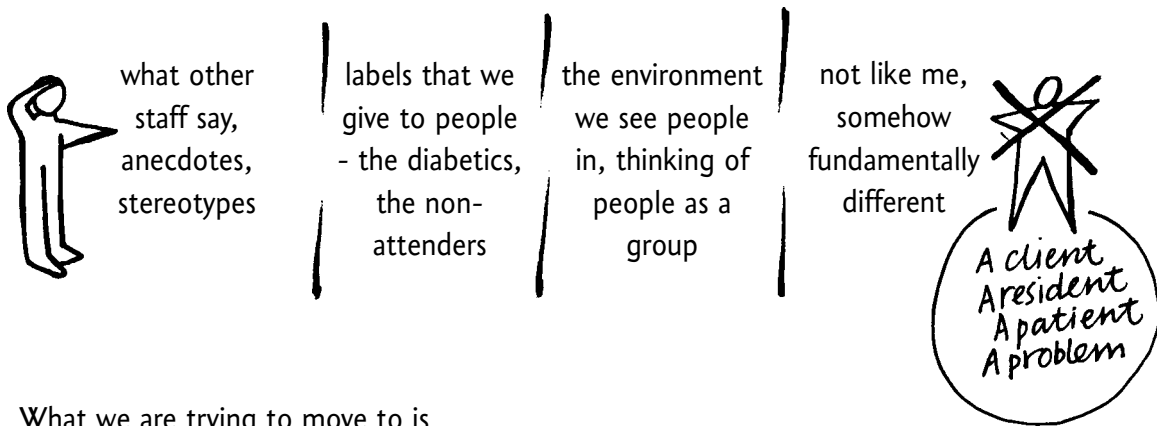 what other
staff say,
anecdotes,
stereotypes
labels that we
give to people
- the diabetics,
the non-
attenders
the environment
we see people
in, thinking of
people as a
group
not like me,
somehow
fundamentally
different
A client
A resident
A patient
A problem
What we are trying to move to is